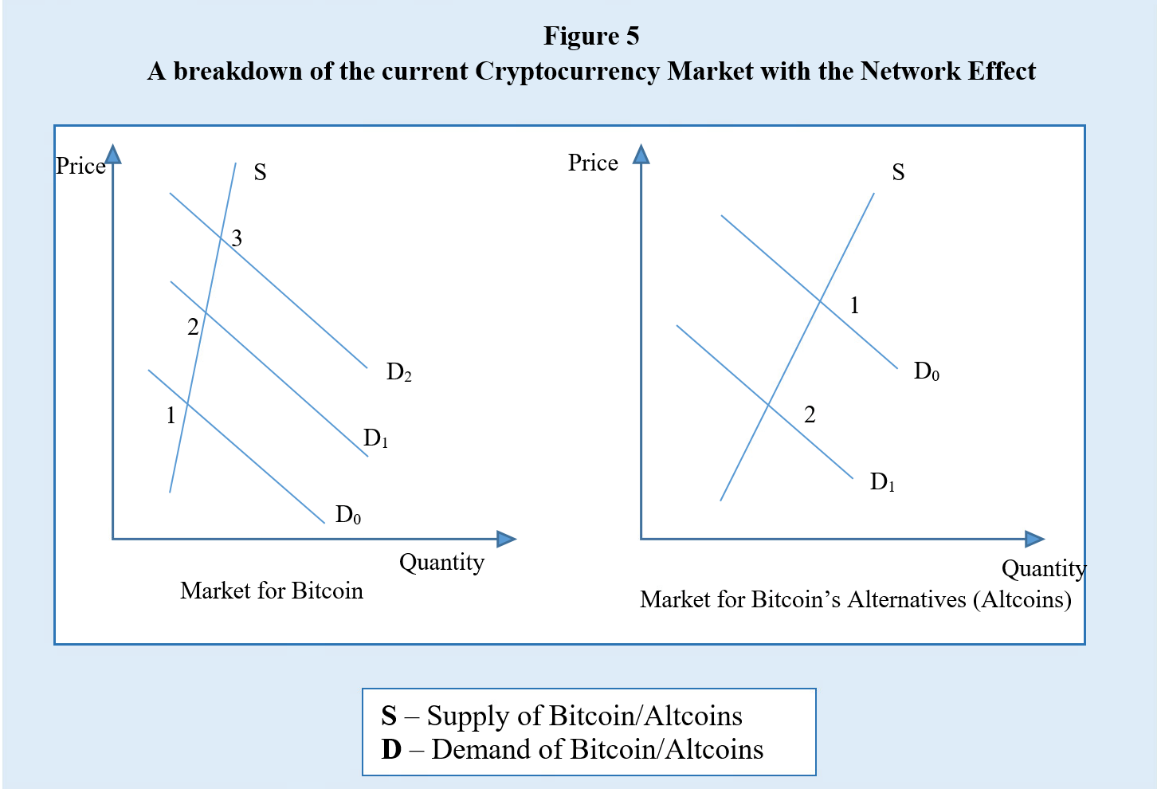 Figure 5
A breakdown of the current Cryptocurrency Market with the Network Effect
Price
S
3
2
1
D₂
D₁
D₀
Quantity
Market for Bitcoin
Price
S
1
D₀
2
D₁
Quantity
Market for Bitcoin’s Alternatives (Altcoins)
S – Supply of Bitcoin/Altcoins
D – Demand of Bitcoin/Altcoins